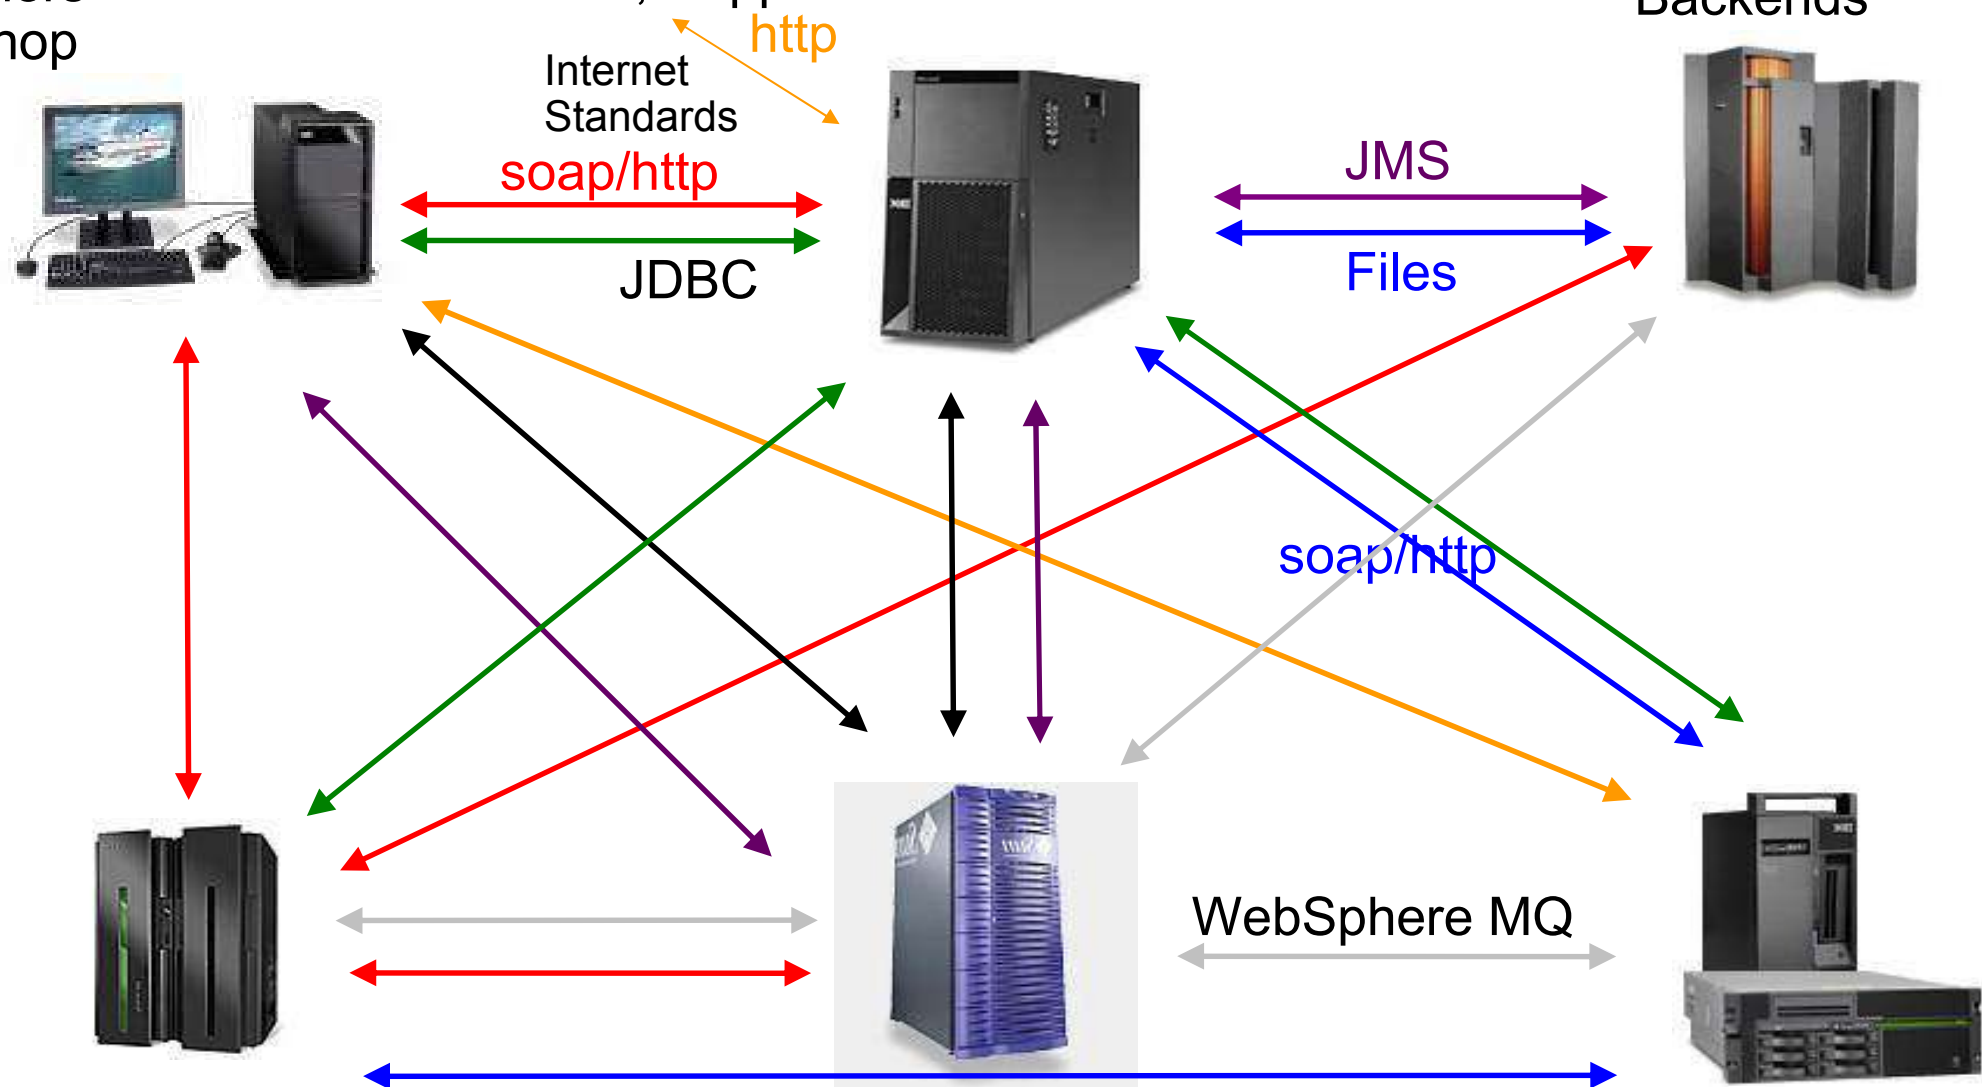 hop
http
Backends
Internet
Standards
soap/http
JDBC
JMS
Files
soap/http
WebSphere MQ